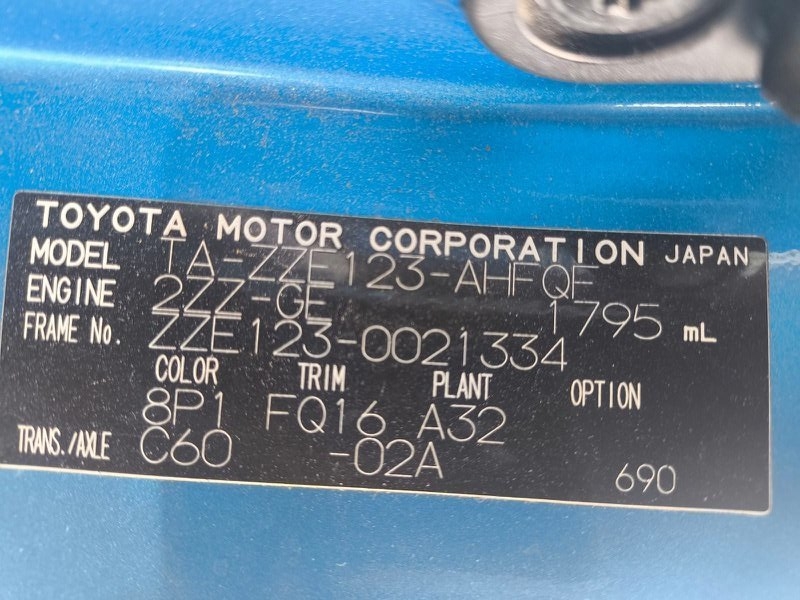 TOYOTA MOTOR CORPORATION JAPAN
MODEL TA-ZZE123-AHFQF
ENGINE 2ZZ-GE 1795 mL
FRAME No. ZZE123-0021334
COLOR TRIM PLANT OPTION
8P1 FQ16 A32
TRANS./AXLE C60 -02A 690